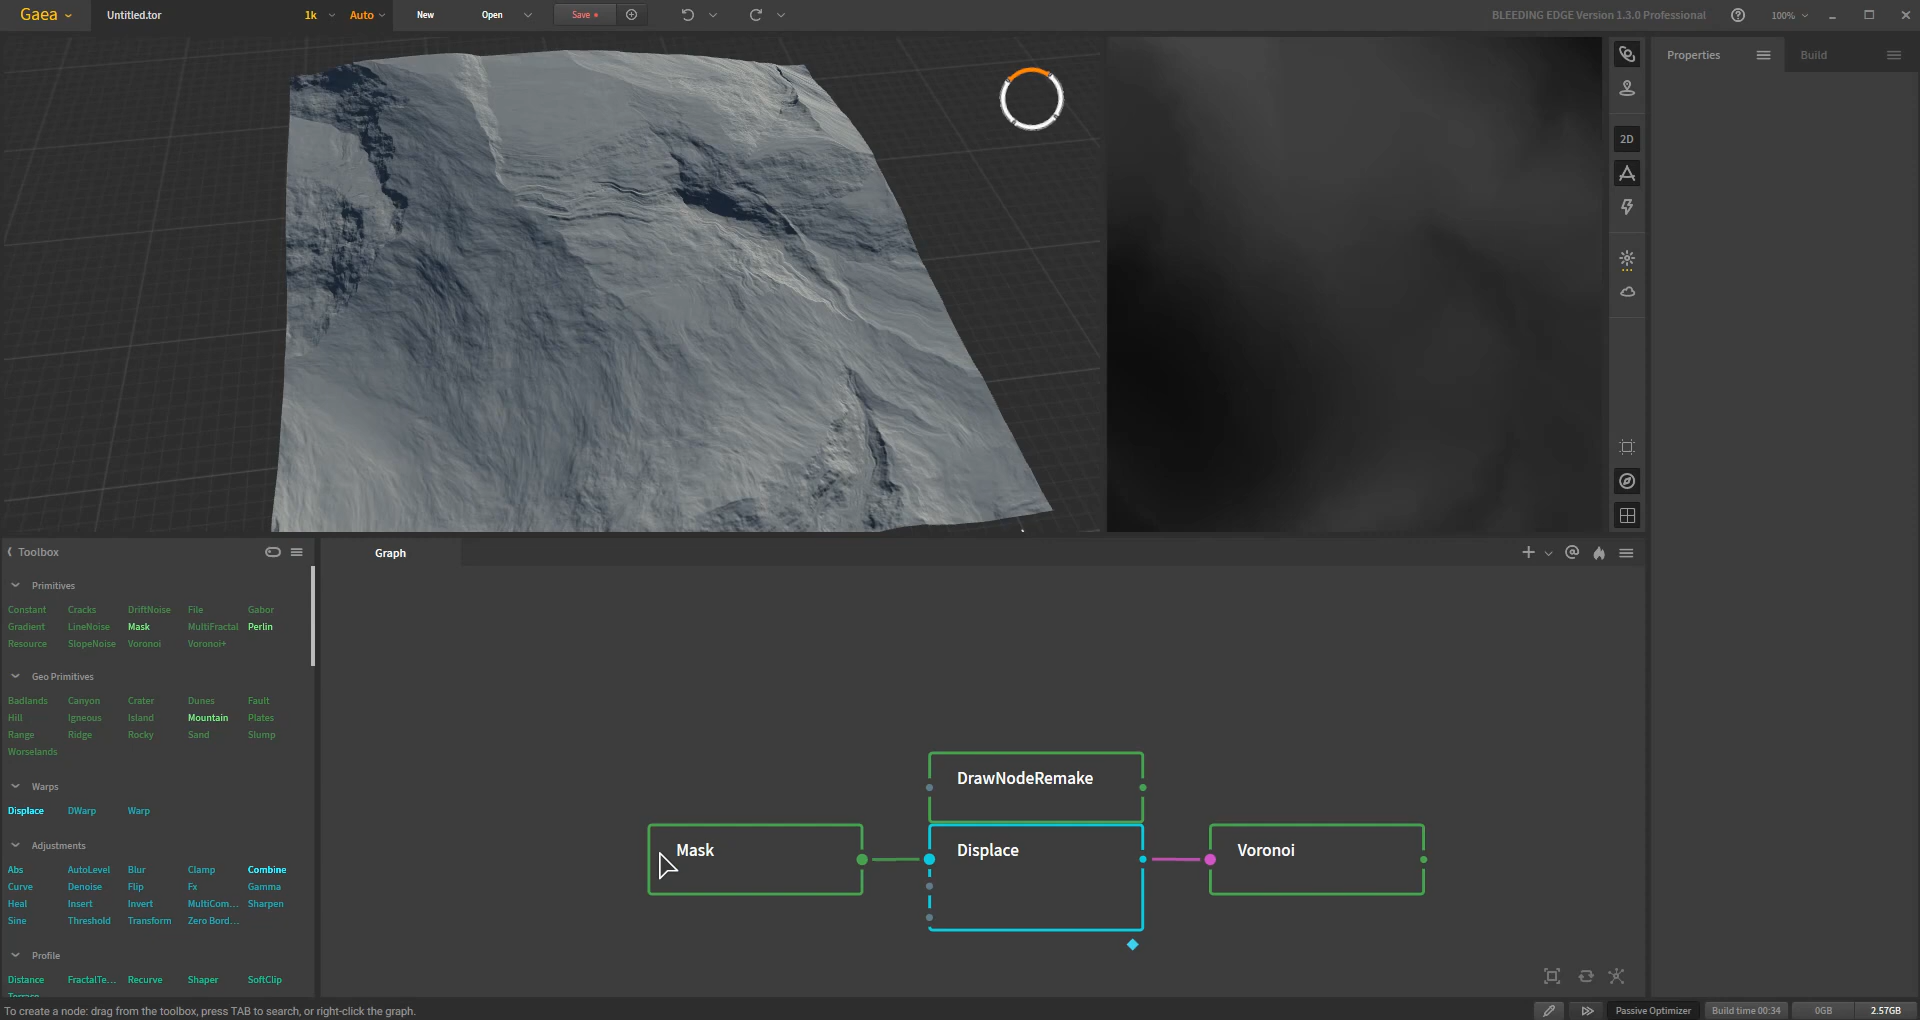 Gaea
Untitled.tor
1k
Auto
New
Open
Save
BLEEDING EDGE Version 1.3.0 Professional
100%
2D
Properties
Build
Toolbox
Primitives
Constant Cracks DriftNoise File Gabor
Gradient LineNoise Mask MultiFractal Perlin
Resource SlopeNoise Voronoi Voronoi+
Geo Primitives
Badlands Canyon Crater Dunes Fault
Hill Igneous Island Mountain Plates
Range Ridge Rocky Sand Slump
Worselands
Warps
Displace DWarp Warp
Adjustments
Abs AutoLevel Blur Clamp Combine
Curve Denoise Flip Fx Gamma
Heal Insert Invert MultiCom... Sharpen
Sine Threshold Transform Zero Bord...
Profile
Distance FractalTe... Recurve Shaper SoftClip
Terrace
Graph
DrawNodeRemake
Mask
Displace
Voronoi
To create a node: drag from the toolbox, press TAB to search, or right-click the graph.
Passive Optimizer
Build time 00:34
0GB
2.57GB